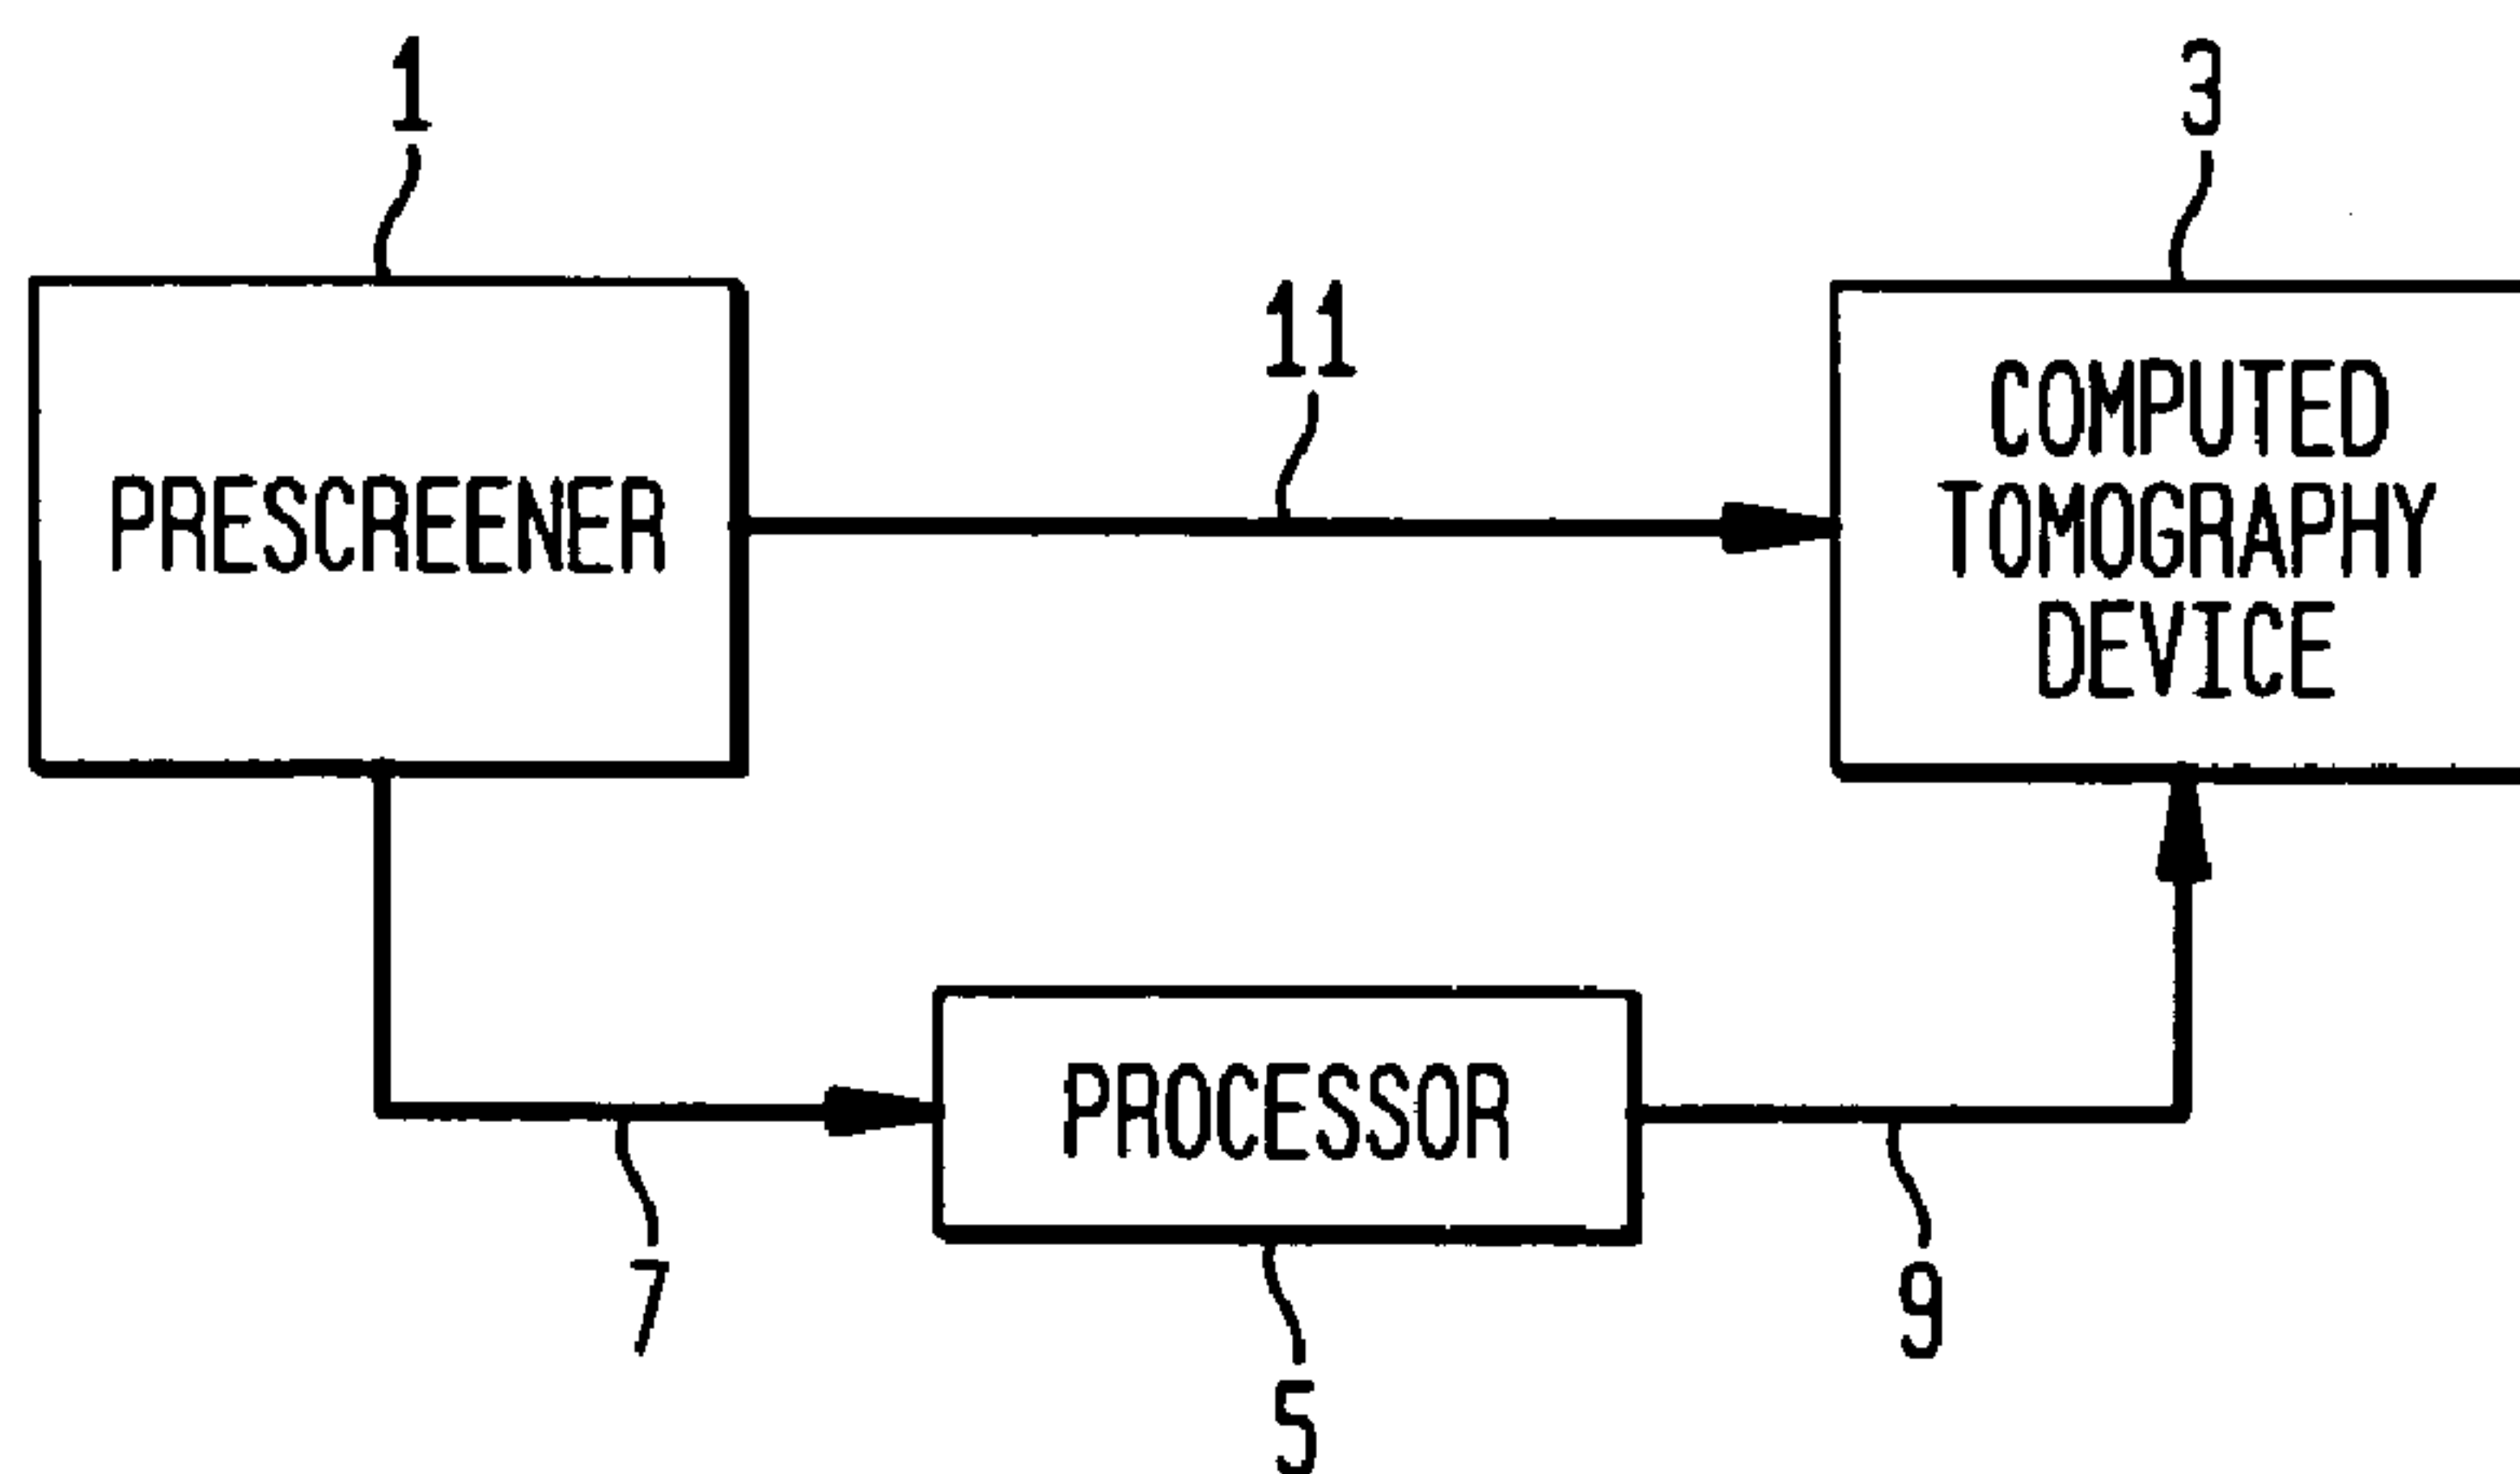 1
3
11
PRESCREENER
COMPUTED
TOMOGRAPHY
DEVICE
PROCESSOR
7
9
5